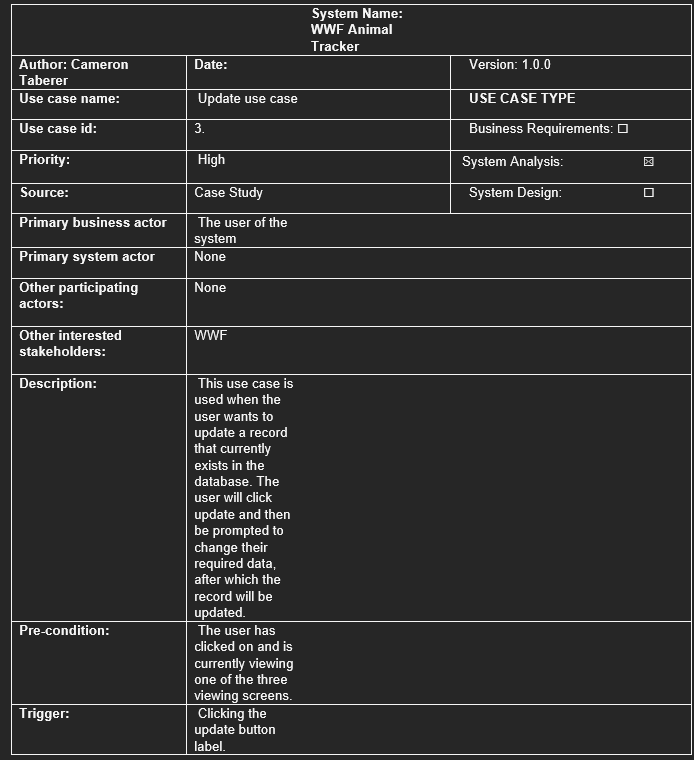 System Name:
WWF Animal
Tracker
Author: Cameron
Taberer
Date:
Version: 1.0.0
Use case name:
Update use case
USE CASE TYPE
Use case id:
3.
Business Requirements: ☐
Priority:
High
System Analysis: ☒
Source:
Case Study
System Design: ☐
Primary business actor
The user of the
system
Primary system actor
None
Other participating
actors:
None
Other interested
stakeholders:
WWF
Description:
This use case is
used when the
user wants to
update a record
that currently
exists in the
database. The
user will click
update and then
be prompted to
change their
required data,
after which the
record will be
updated.
Pre-condition:
The user has
clicked on and is
currently viewing
one of the three
viewing screens.
Trigger:
Clicking the
update button
label.